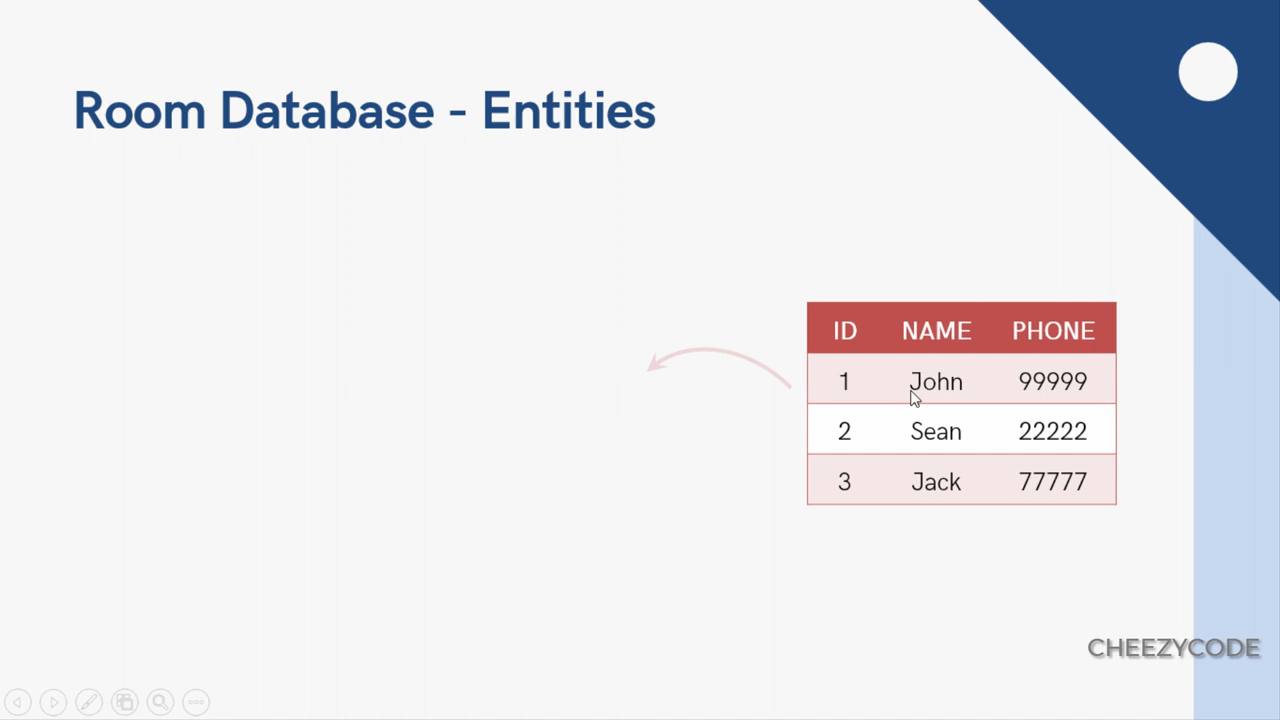 Room Database - Entities
ID NAME PHONE
1 John 99999
2 Sean 22222
3 Jack 77777
CHEEZYCODE